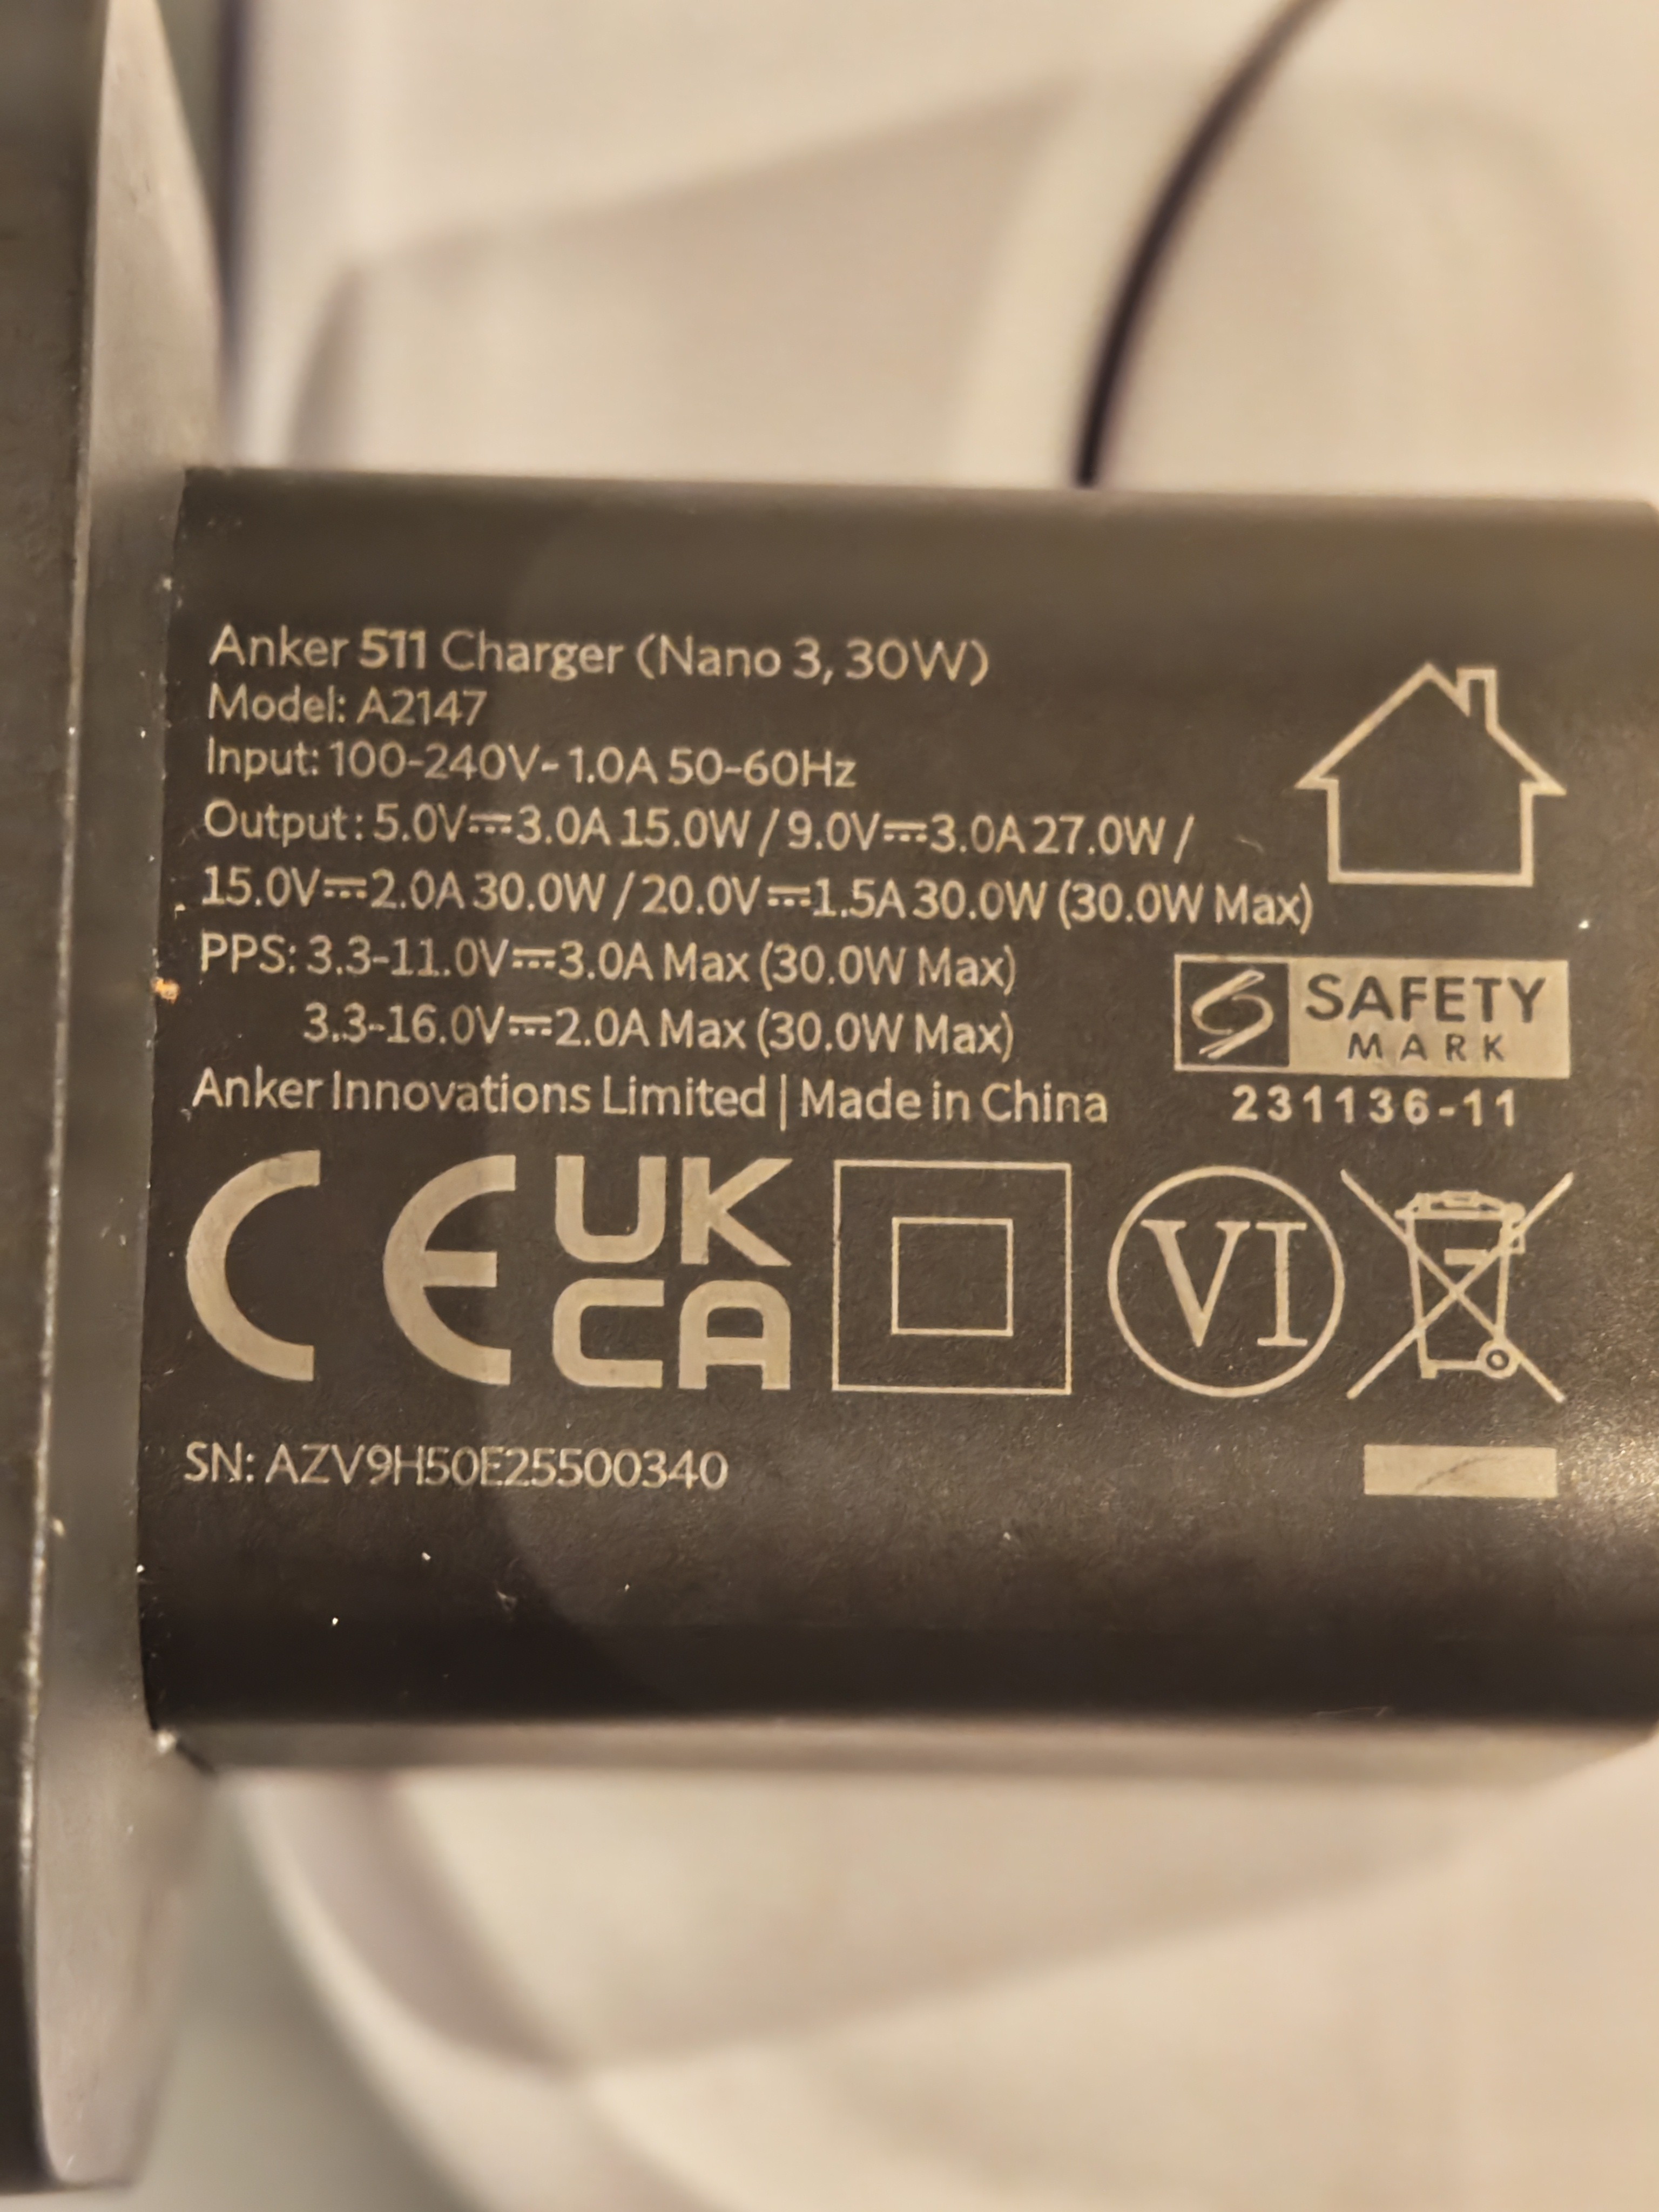 Anker 511 Charger (Nano 3, 30W)
Model: A2147
Input: 100-240V~1.0A 50-60Hz
Output: 5.0V⎓3.0A 15.0W / 9.0V⎓3.0A 27.0W /
15.0V⎓2.0A 30.0W / 20.0V⎓1.5A 30.0W (30.0W Max)
PPS: 3.3-11.0V⎓3.0A Max (30.0W Max)
3.3-16.0V⎓2.0A Max (30.0W Max)
Anker Innovations Limited | Made in China
SAFETY
MARK
231136-11
CE
UK
CA
VI
SN: AZV9H50E25500340